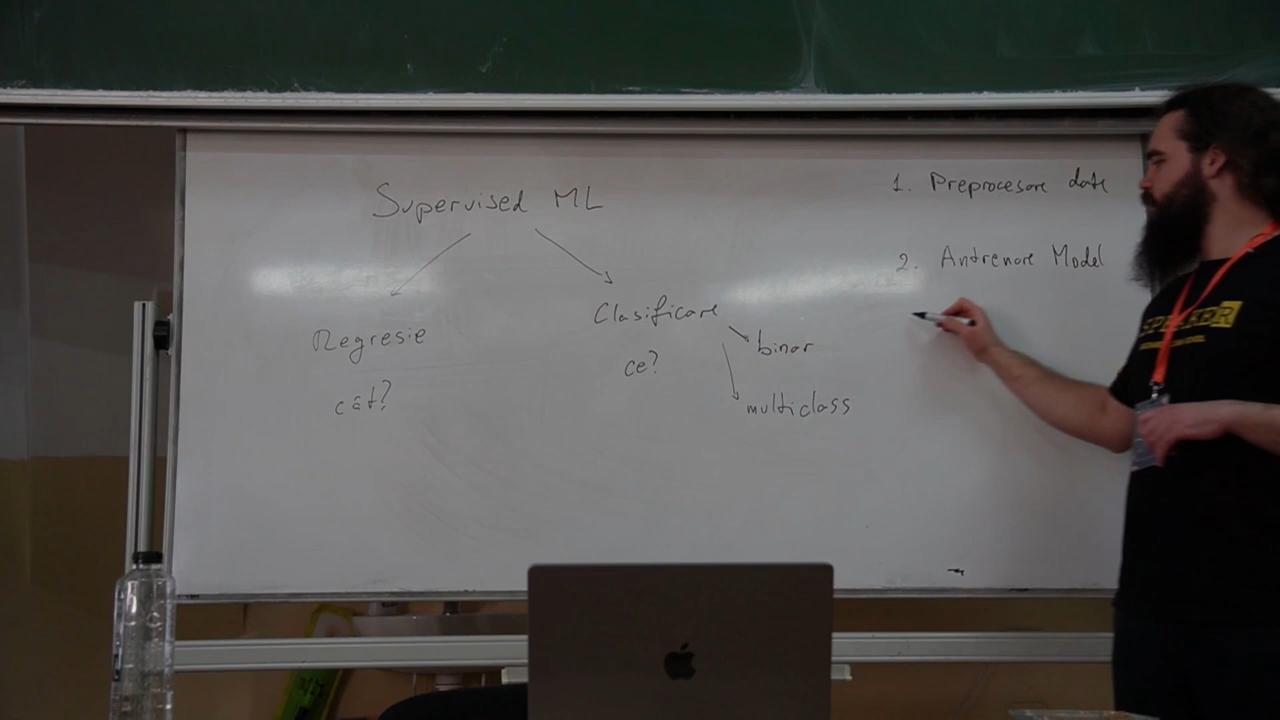 Supervised ML
Regresie
cât?
Clasificare
ce?
binar
multiclass
1. Preprocesare date
2. Antrenare Model
SPEAKER